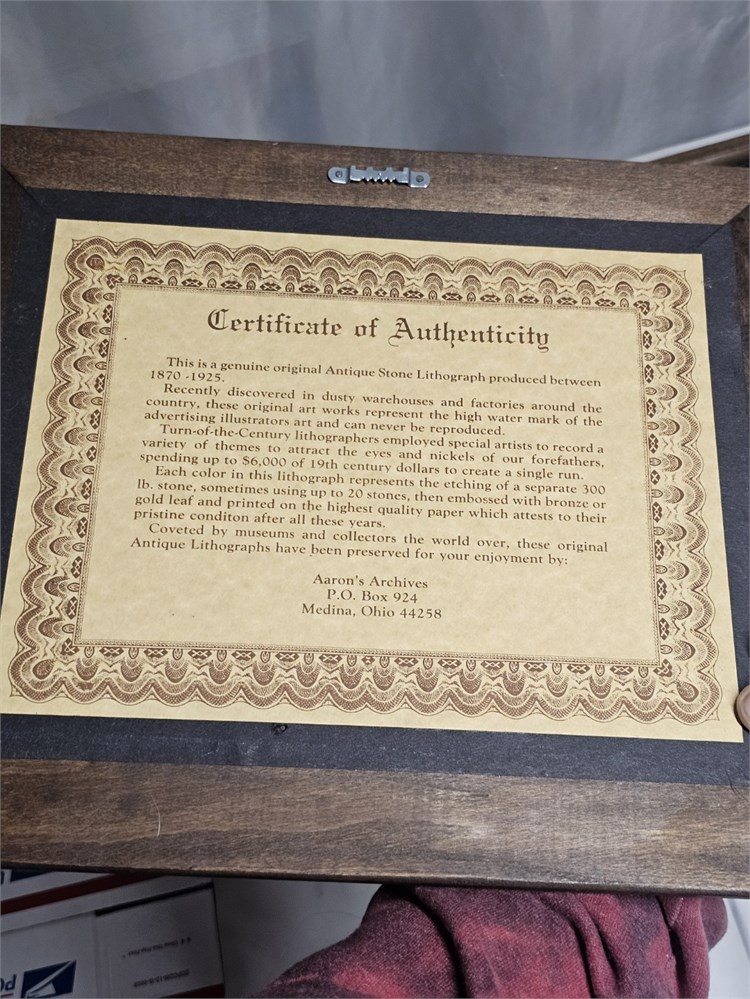 Certificate of Authenticity
This is a genuine original Antique Stone Lithograph produced between
1870 -1925.
Recently discovered in dusty warehouses and factories around the
country, these original art works represent the high water mark of the
advertising illustrators art and can never be reproduced.
Turn-of-the-Century lithographers employed special artists to record a
variety of themes to attract the eyes and nickels of our forefathers,
spending up to $6,000 of 19th century dollars to create a single run.
Each color in this lithograph represents the etching of a separate 300
lb. stone, sometimes using up to 20 stones, then embossed with bronze or
gold leaf and printed on the highest quality paper which attests to their
pristine conditon after all these years.
Coveted by museums and collectors the world over, these original
Antique Lithographs have been preserved for your enjoyment by:
Aaron's Archives
P.O. Box 924
Medina, Ohio 44258